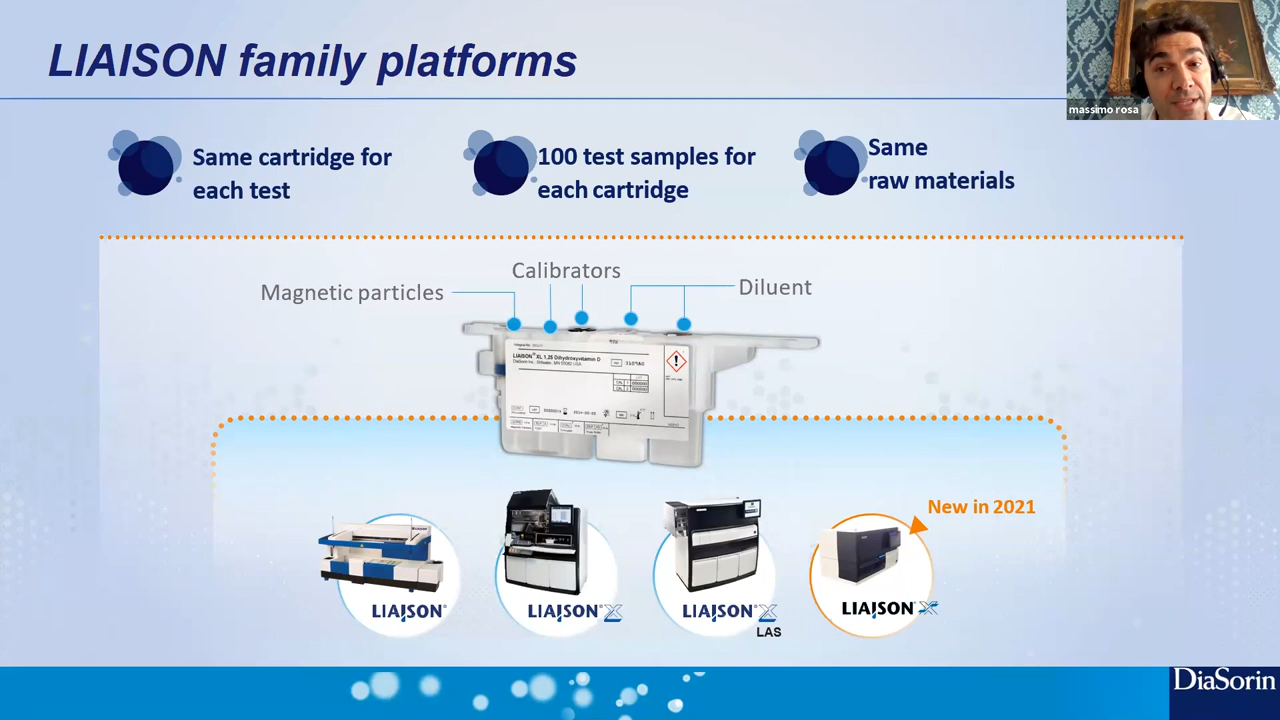 LIAISON family platforms
massimo rosa
Same cartridge for
each test
100 test samples for
each cartridge
Same
raw materials
Magnetic particles
Calibrators
Diluent
LIAISON® XL 1,25 Dihydroxyvitamin D
New in 2021
LIAISON®
LIAISON® XL
LIAISON® XL
LAS
LIAISON® XS
DiaSorin